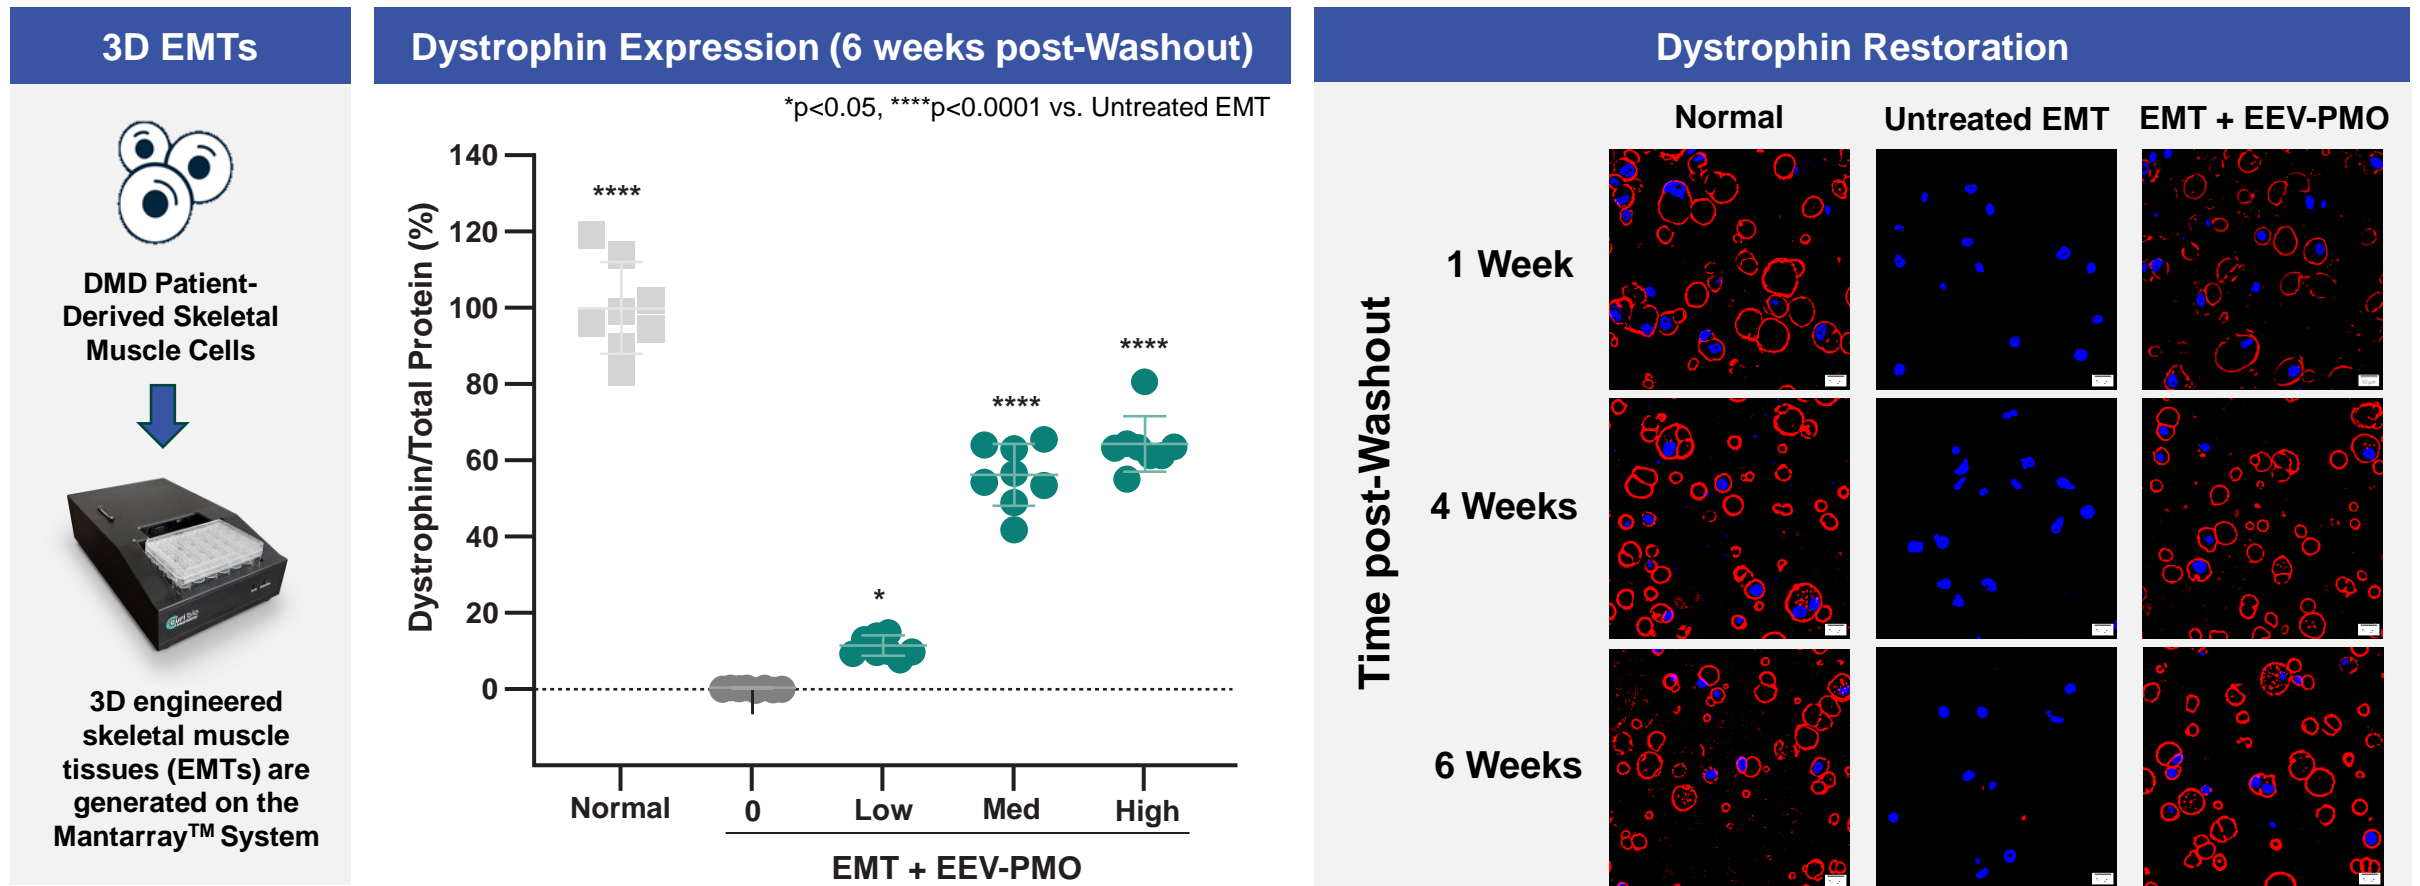 3D EMTs
DMD Patient-
Derived Skeletal
Muscle Cells
curi bio
3D engineered
skeletal muscle
tissues (EMTs) are
generated on the
Mantarray™ System
Dystrophin Expression (6 weeks post-Washout)
*p<0.05, ****p<0.0001 vs. Untreated EMT
Dystrophin/Total Protein (%)
140
120
100
80
60
40
20
0
****
*
****
****
Normal
0
Low
Med
High
EMT + EEV-PMO
Dystrophin Restoration
Normal
Untreated EMT
EMT + EEV-PMO
Time post-Washout
1 Week
4 Weeks
6 Weeks